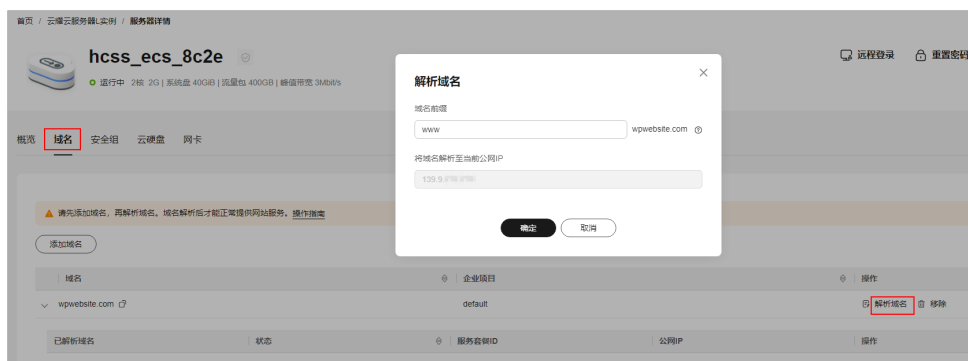 首页 / 云耀云服务器L实例 / 服务器详情
hcss_ecs_8c2e
远程登录 重置密码
运行中 2核 2G | 系统盘 40GiB | 流量包 400GB | 峰值带宽 3Mbit/s
概览 域名 安全组 云硬盘 网卡
解析域名
域名前缀
www wpwebsite.com
将域名解析至当前公网IP
139.9.
确定 取消
请先添加域名，再解析域名。域名解析后才能正常提供网站服务。操作指南
添加域名
域名 企业项目 操作
wpwebsite.com default 解析域名 移除
已解析域名 状态 服务套餐ID 公网IP 操作